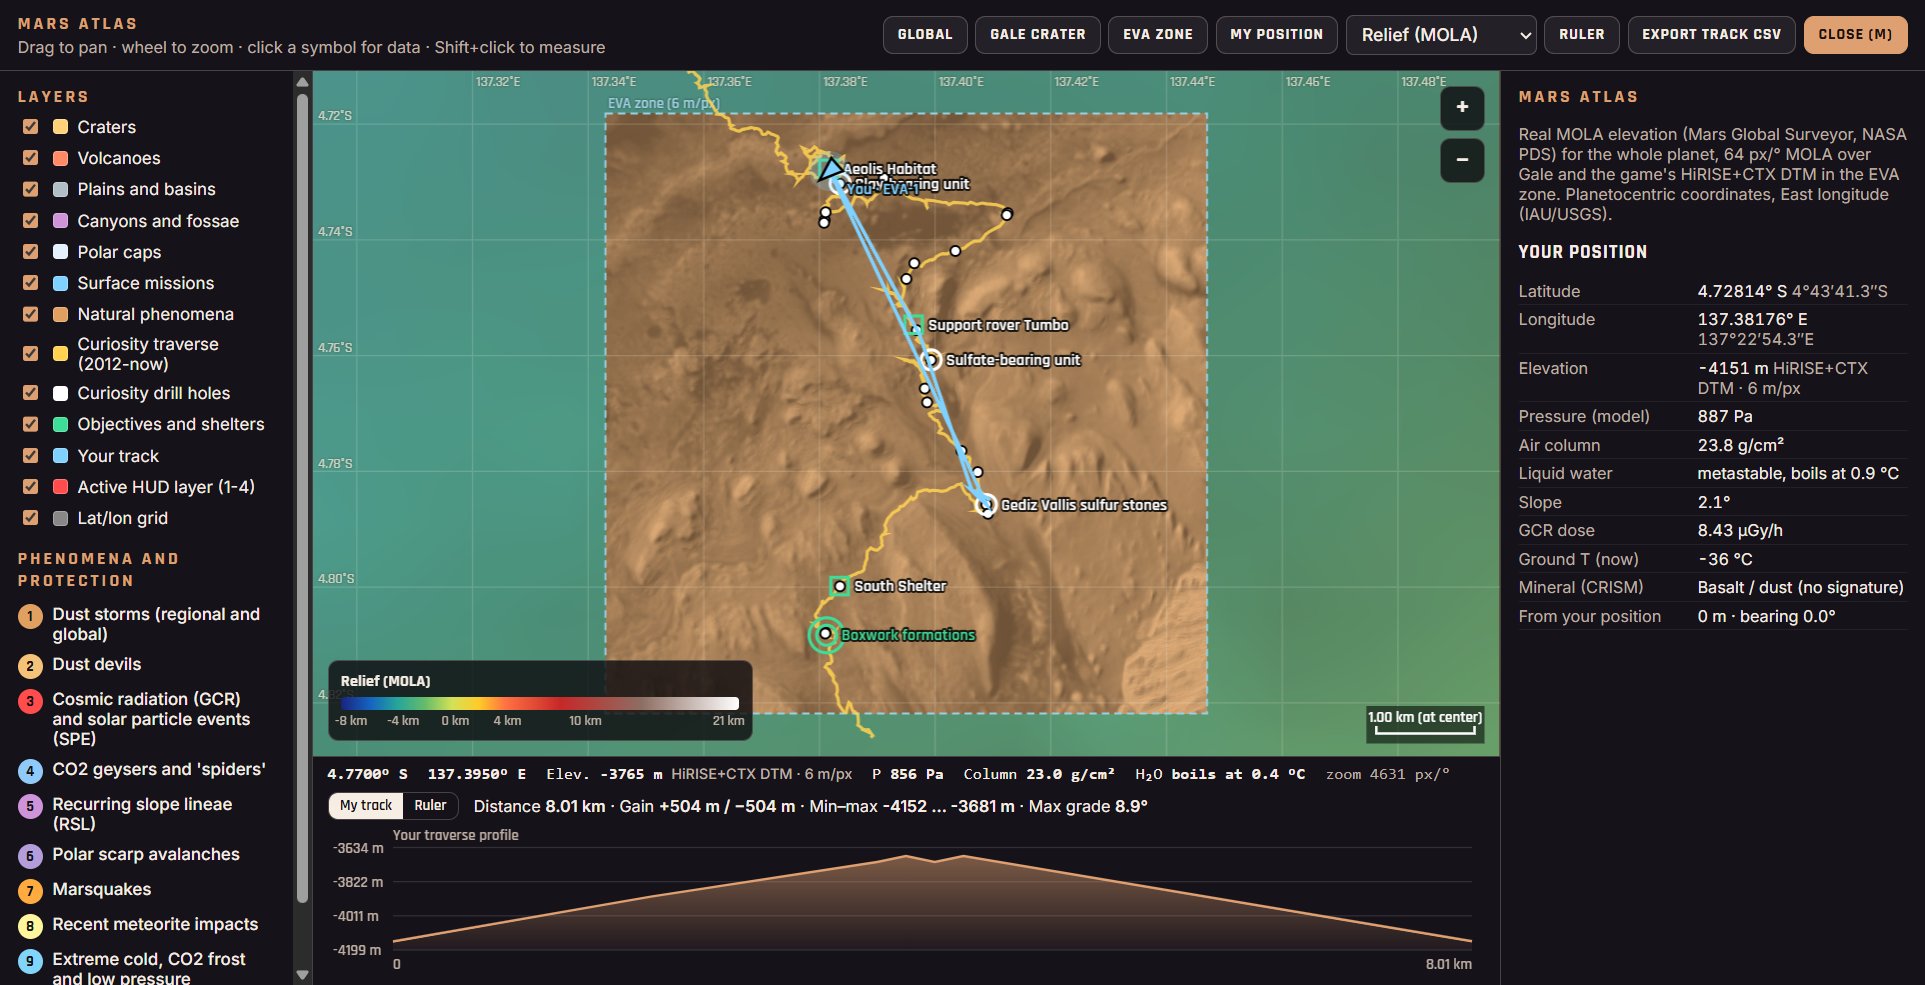 MARS ATLAS
Drag to pan · wheel to zoom · click a symbol for data · Shift+click to measure
GLOBAL
GALE CRATER
EVA ZONE
MY POSITION
Relief (MOLA)
RULER
EXPORT TRACK CSV
CLOSE (M)
LAYERS
Craters
Volcanoes
Plains and basins
Canyons and fossae
Polar caps
Surface missions
Natural phenomena
Curiosity traverse
(2012-now)
Curiosity drill holes
Objectives and shelters
Your track
Active HUD layer (1-4)
Lat/lon grid
PHENOMENA AND
PROTECTION
1 Dust storms (regional and
global)
2 Dust devils
3 Cosmic radiation (GCR)
and solar particle events
(SPE)
4 CO2 geysers and 'spiders'
5 Recurring slope lineae
(RSL)
6 Polar scarp avalanches
7 Marsquakes
8 Recent meteorite impacts
9 Extreme cold, CO2 frost
and low pressure
137.32°E 137.34°E 137.36°E 137.38°E 137.40°E 137.42°E 137.44°E 137.46°E 137.48°E
EVA zone (6 m/px)
4.72°S
4.74°S
4.76°S
4.78°S
4.80°S
Aeolis Habitat
bearing unit
You · EVA 1
Support rover Tumbo
Sulfate-bearing unit
Gediz Vallis sulfur stones
South Shelter
Boxwork formations
+
−
Relief (MOLA)
-8 km -4 km 0 km 4 km 10 km 21 km
1.00 km (at center)
4.7700° S 137.3950° E Elev. -3765 m HiRISE+CTX DTM · 6 m/px P 856 Pa Column 23.0 g/cm² H₂O boils at 0.4 °C zoom 4631 px/°
My track Ruler Distance 8.01 km · Gain +504 m / −504 m · Min–max -4152 … -3681 m · Max grade 8.9°
Your traverse profile
-3634 m
-3822 m
-4011 m
-4199 m
0 8.01 km
MARS ATLAS
Real MOLA elevation (Mars Global Surveyor, NASA
PDS) for the whole planet, 64 px/° MOLA over
Gale and the game's HiRISE+CTX DTM in the EVA
zone. Planetocentric coordinates, East longitude
(IAU/USGS).
YOUR POSITION
Latitude 4.72814° S 4°43′41.3″S
Longitude 137.38176° E
137°22′54.3″E
Elevation -4151 m HiRISE+CTX
DTM · 6 m/px
Pressure (model) 887 Pa
Air column 23.8 g/cm²
Liquid water metastable, boils at 0.9 °C
Slope 2.1°
GCR dose 8.43 µGy/h
Ground T (now) -36 °C
Mineral (CRISM) Basalt / dust (no signature)
From your position 0 m · bearing 0.0°